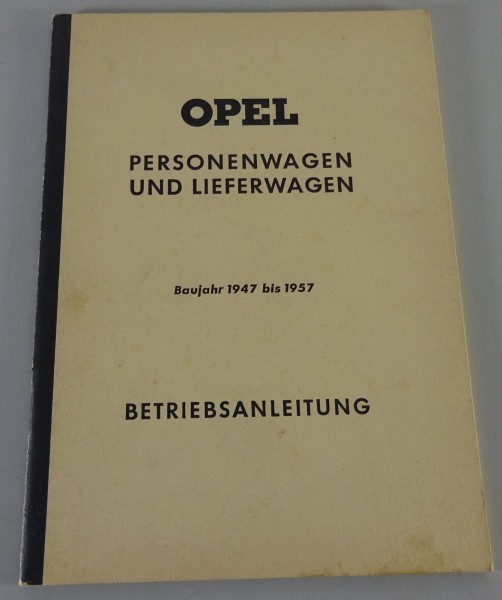 OPEL
PERSONENWAGEN
UND LIEFERWAGEN
Baujahr 1947 bis 1957
BETRIEBSANLEITUNG